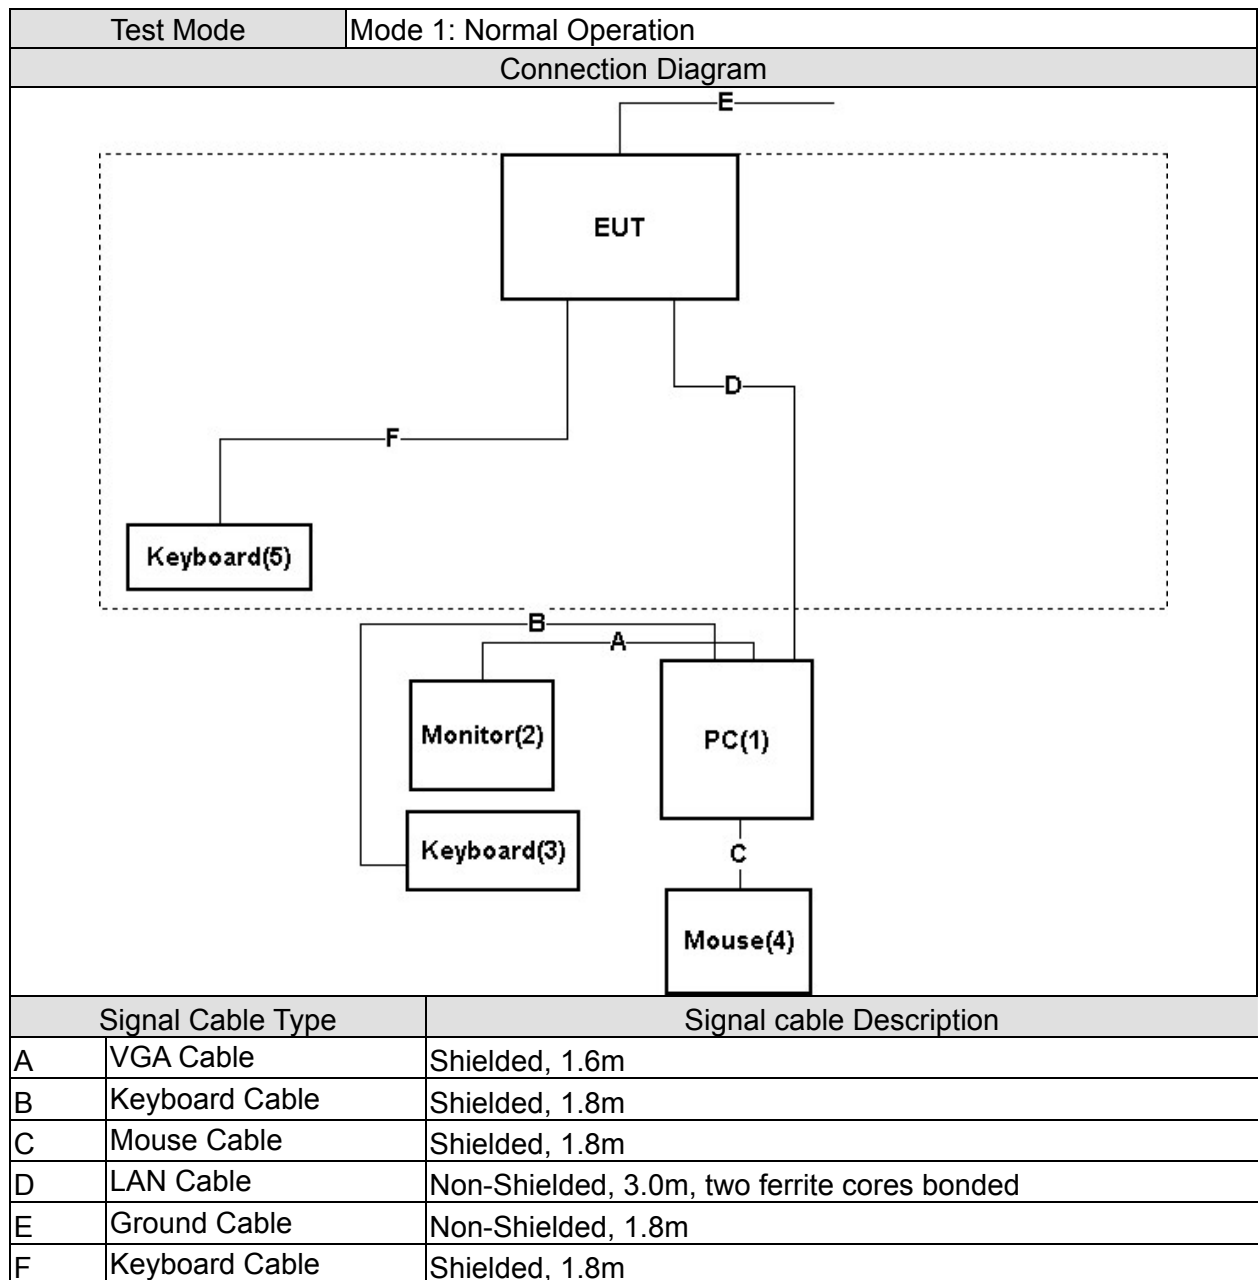 Test Mode Mode 1: Normal Operation
Connection Diagram
E
EUT
D
F
Keyboard(5)
B
A
Monitor(2)
PC(1)
Keyboard(3)
C
Mouse(4)
Signal Cable Type Signal cable Description
A VGA Cable Shielded, 1.6m
B Keyboard Cable Shielded, 1.8m
C Mouse Cable Shielded, 1.8m
D LAN Cable Non-Shielded, 3.0m, two ferrite cores bonded
E Ground Cable Non-Shielded, 1.8m
F Keyboard Cable Shielded, 1.8m